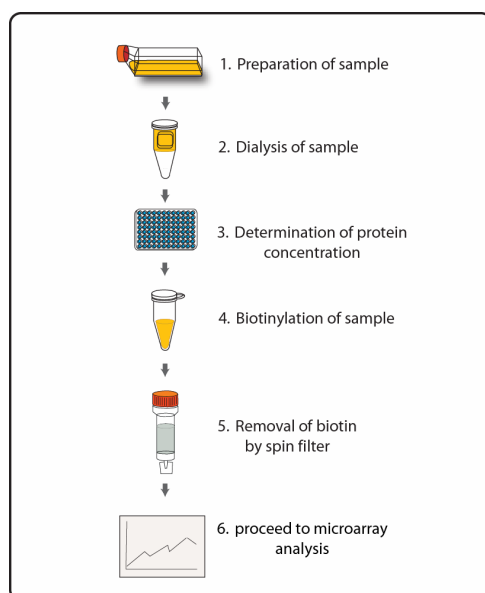 1. Preparation of sample
2. Dialysis of sample
3. Determination of protein
concentration
4. Biotinylation of sample
5. Removal of biotin
by spin filter
6. proceed to microarray
analysis